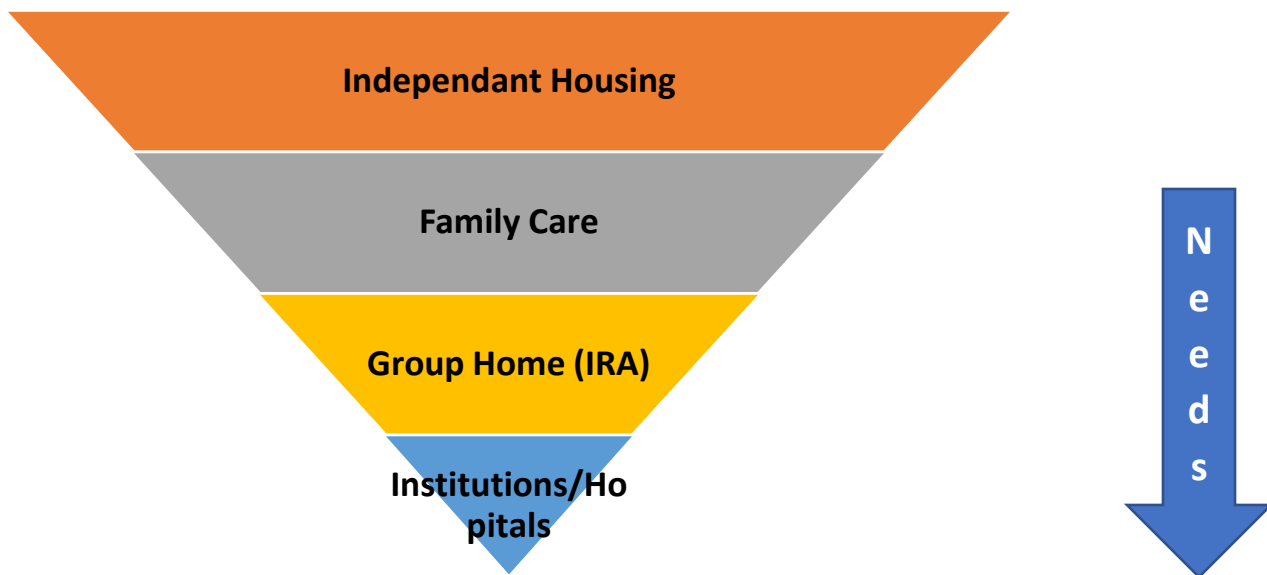 Independant Housing
Family Care
Group Home (IRA)
Institutions/Ho
pitals
N
e
e
d
s